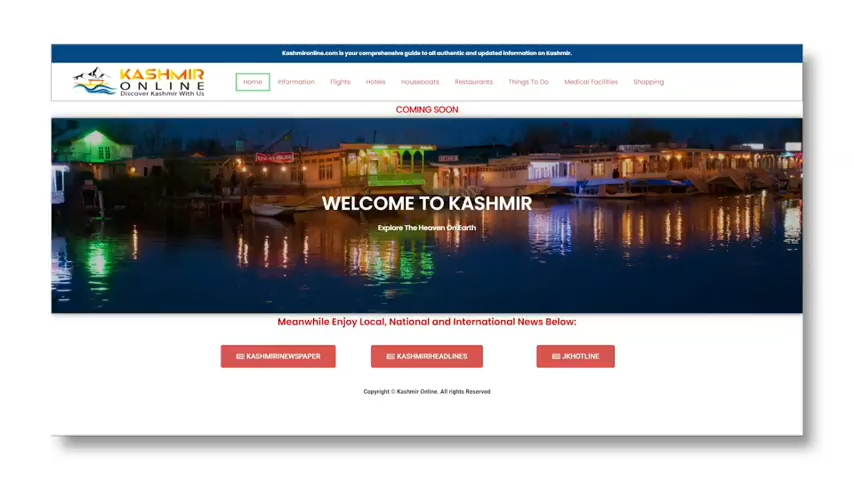 Kashmironline.com is your comprehensive guide to all authentic and updated information on Kashmir.
KASHMIR
ONLINE
Discover Kashmir With Us
Home Information Flights Hotels Houseboats Restaurants Things To Do Medical Facilities Shopping
COMING SOON
WELCOME TO KASHMIR
Explore The Heaven On Earth
Meanwhile Enjoy Local, National and International News Below:
KASHMIRINEWSPAPER KASHMIRIHEADLINES JKHOTLINE
Copyright © Kashmir Online. All rights Reserved